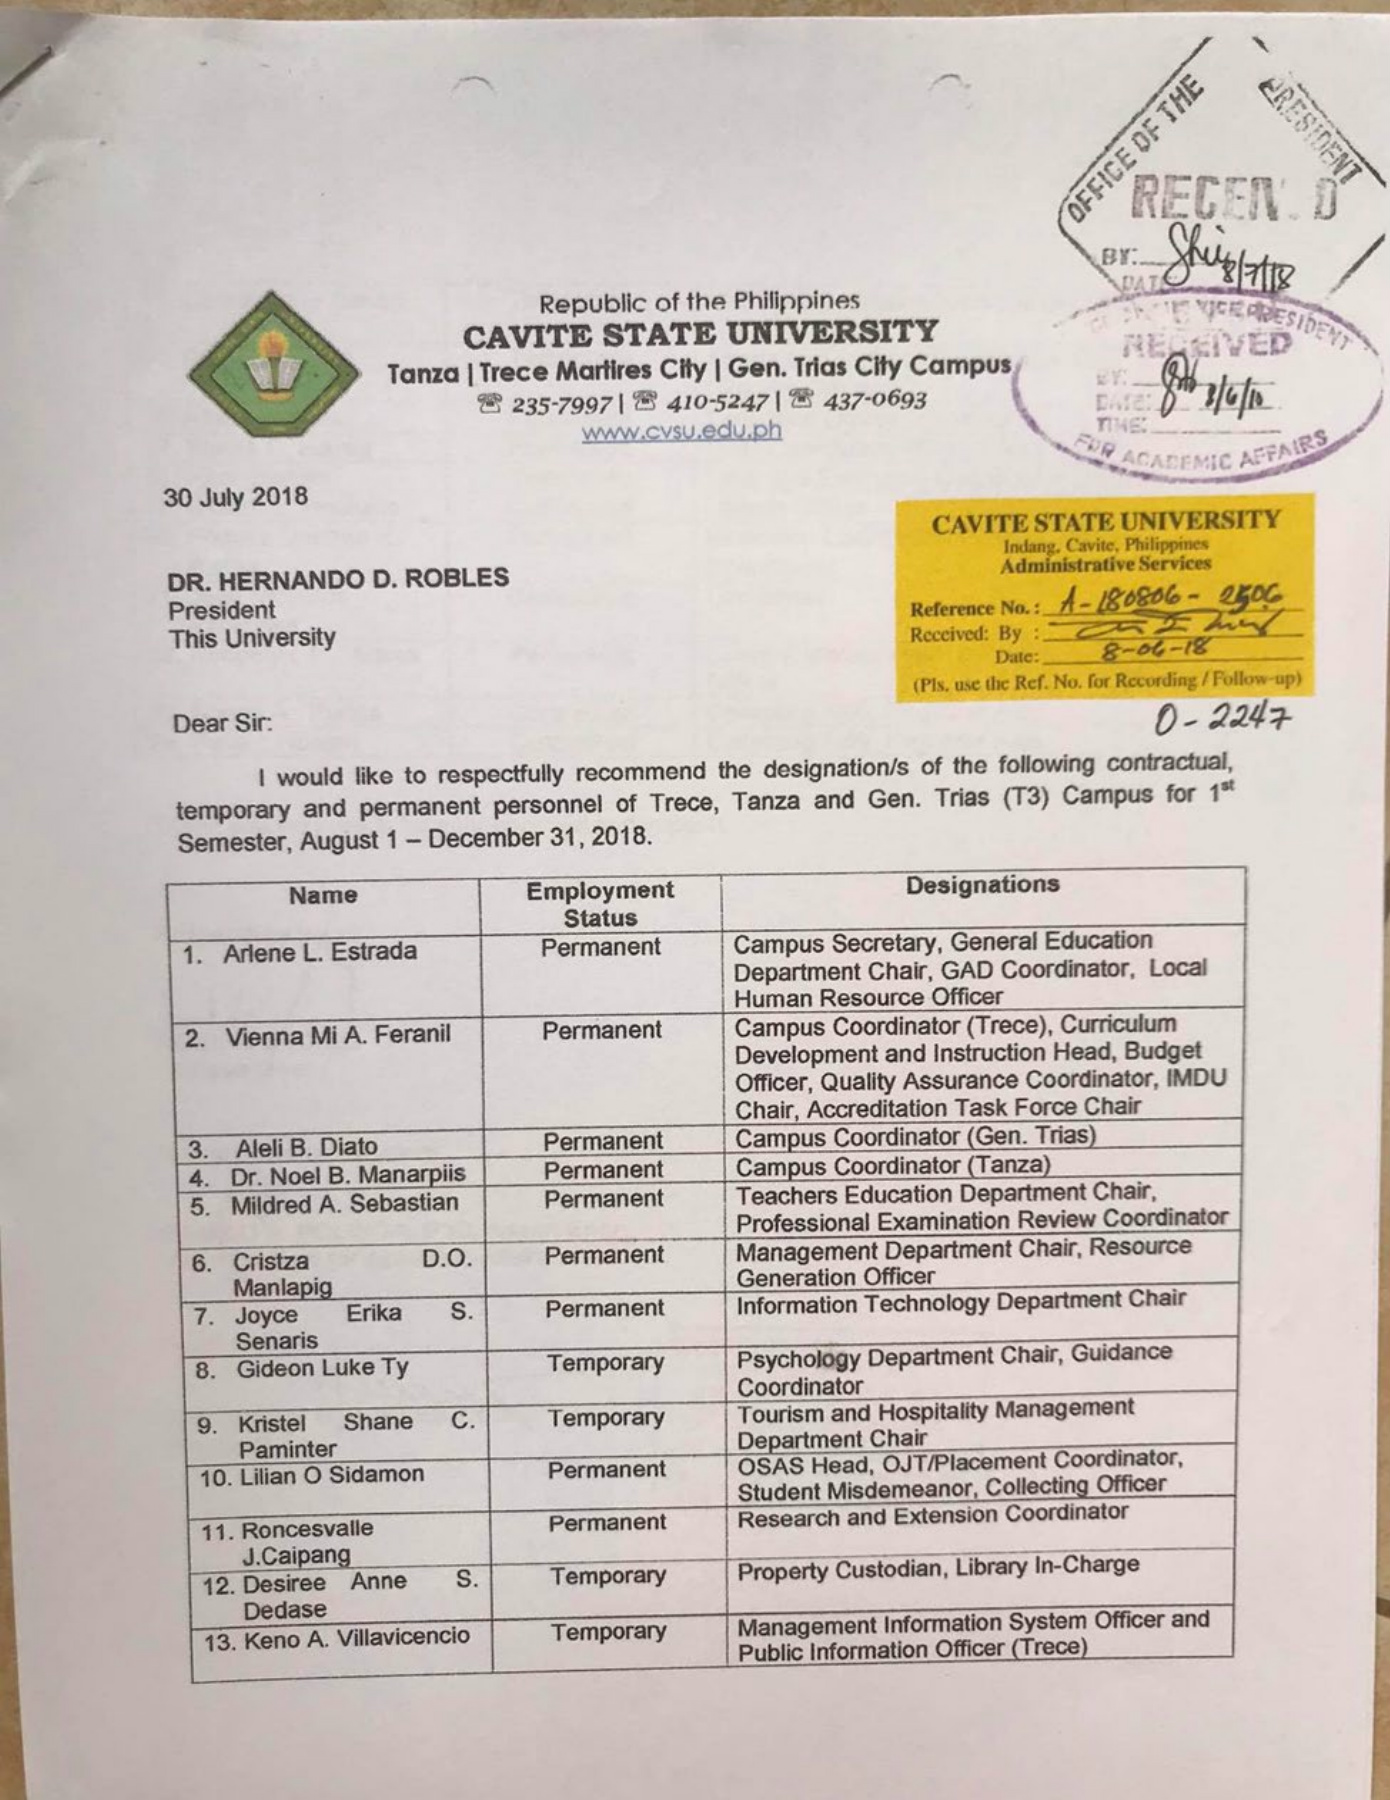 OFFICE OF THE
PRESIDENT
BY:
8/7/18
DATE
VICE PRESIDENT
RECEIVED
BY:
DATE:
TIME:
FOR ACADEMIC AFFAIRS
Republic of the Philippines
CAVITE STATE UNIVERSITY
Tanza | Trece Martires City | Gen. Trias City Campus
☎ 235-7997 | ☎ 410-5247 | ☎ 437-0693
www.cvsu.edu.ph
30 July 2018
CAVITE STATE UNIVERSITY
Indang, Cavite, Philippines
Administrative Services
Reference No.: A-180806-2506
Received: By :
Date: 8-06-18
(Pls. use the Ref. No. for Recording / Follow-up)
0-2247
DR. HERNANDO D. ROBLES
President
This University
Dear Sir:
I would like to respectfully recommend the designation/s of the following contractual,
temporary and permanent personnel of Trece, Tanza and Gen. Trias (T3) Campus for 1st
Semester, August 1 – December 31, 2018.
Name Employment Designations
Status
1. Arlene L. Estrada Permanent Campus Secretary, General Education
Department Chair, GAD Coordinator, Local
Human Resource Officer
2. Vienna Mi A. Feranil Permanent Campus Coordinator (Trece), Curriculum
Development and Instruction Head, Budget
Officer, Quality Assurance Coordinator, IMDU
Chair, Accreditation Task Force Chair
3. Aleli B. Diato Permanent Campus Coordinator (Gen. Trias)
4. Dr. Noel B. Manarpiis Permanent Campus Coordinator (Tanza)
5. Mildred A. Sebastian Permanent Teachers Education Department Chair,
Professional Examination Review Coordinator
6. Cristza D.O. Permanent Management Department Chair, Resource
Manlapig Generation Officer
7. Joyce Erika S. Permanent Information Technology Department Chair
Senaris
8. Gideon Luke Ty Temporary Psychology Department Chair, Guidance
Coordinator
9. Kristel Shane C. Temporary Tourism and Hospitality Management
Paminter Department Chair
10. Lilian O Sidamon Permanent OSAS Head, OJT/Placement Coordinator,
Student Misdemeanor, Collecting Officer
11. Roncesvalle Permanent Research and Extension Coordinator
J.Caipang
12. Desiree Anne S. Temporary Property Custodian, Library In-Charge
Dedase
13. Keno A. Villavicencio Temporary Management Information System Officer and
Public Information Officer (Trece)